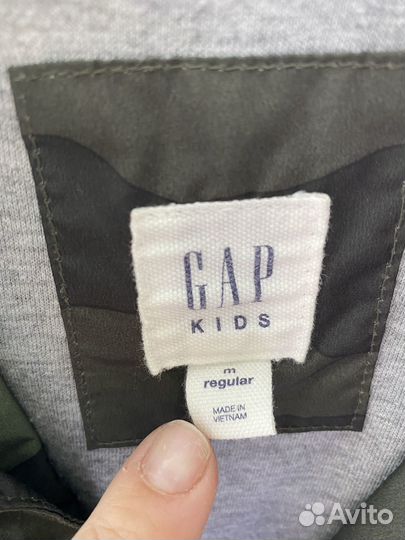 GAP
KIDS
m
regular
MADE IN
VIETNAM
Avito